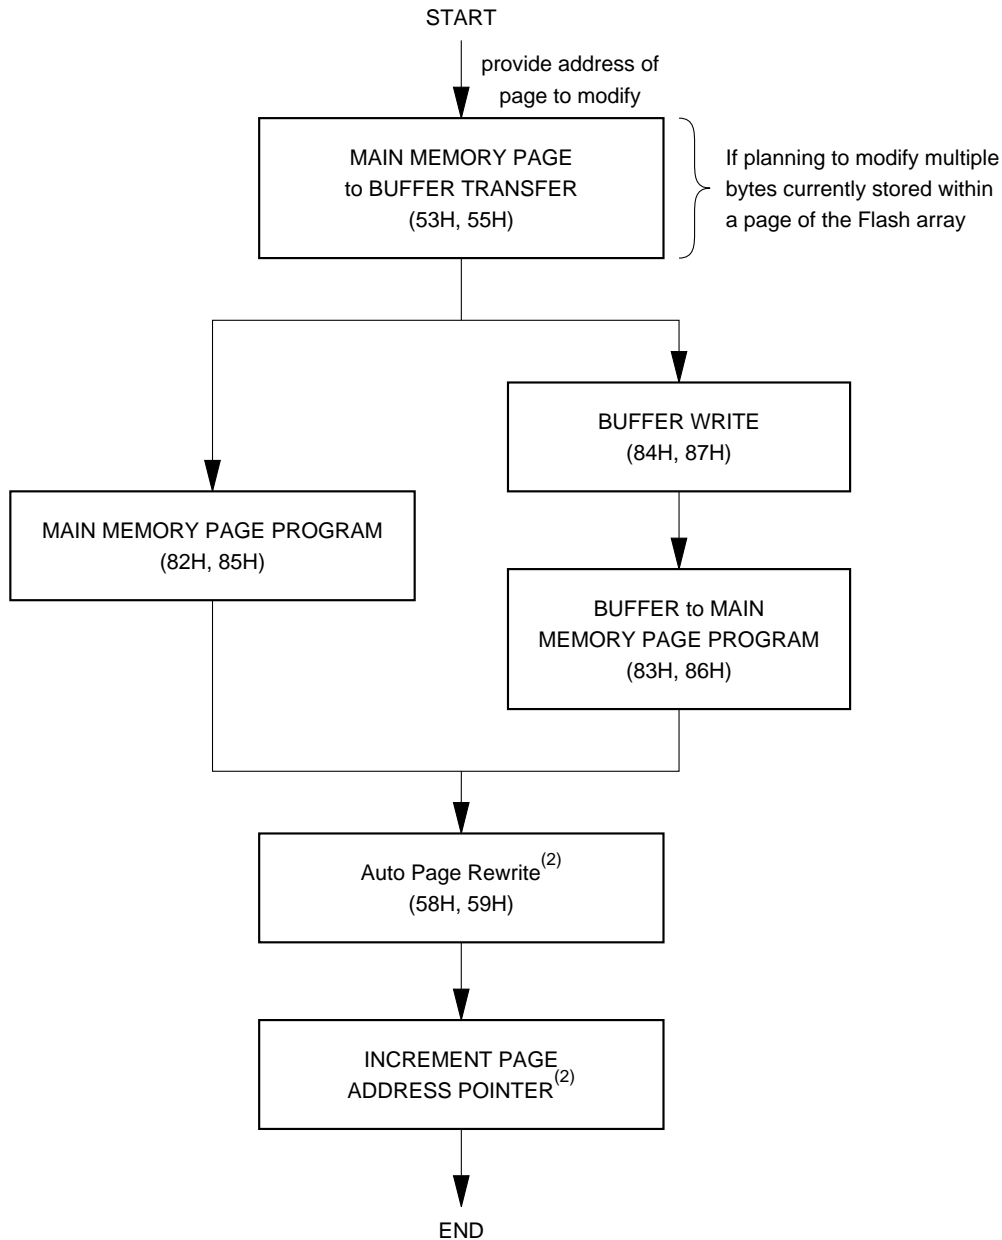 START
provide address of
page to modify
MAIN MEMORY PAGE
to BUFFER TRANSFER
(53H, 55H)
If planning to modify multiple
bytes currently stored within
a page of the Flash array
BUFFER WRITE
(84H, 87H)
MAIN MEMORY PAGE PROGRAM
(82H, 85H)
BUFFER to MAIN
MEMORY PAGE PROGRAM
(83H, 86H)
Auto Page Rewrite(2)
(58H, 59H)
INCREMENT PAGE
ADDRESS POINTER(2)
END